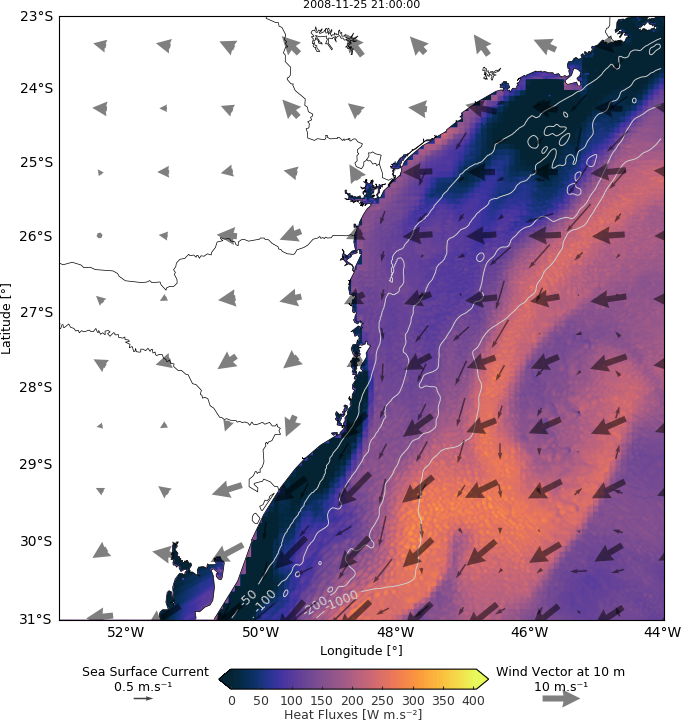 2008-11-25 21:00:00
23°S
24°S
25°S
26°S
27°S
28°S
29°S
30°S
31°S
Latitude [°]
-50
-100
-200
-1000
52°W 50°W 48°W 46°W 44°W
Longitude [°]
Sea Surface Current
0.5 m.s⁻¹
Wind Vector at 10 m
10 m.s⁻¹
0 50 100 150 200 250 300 350 400
Heat Fluxes [W m.s⁻²]